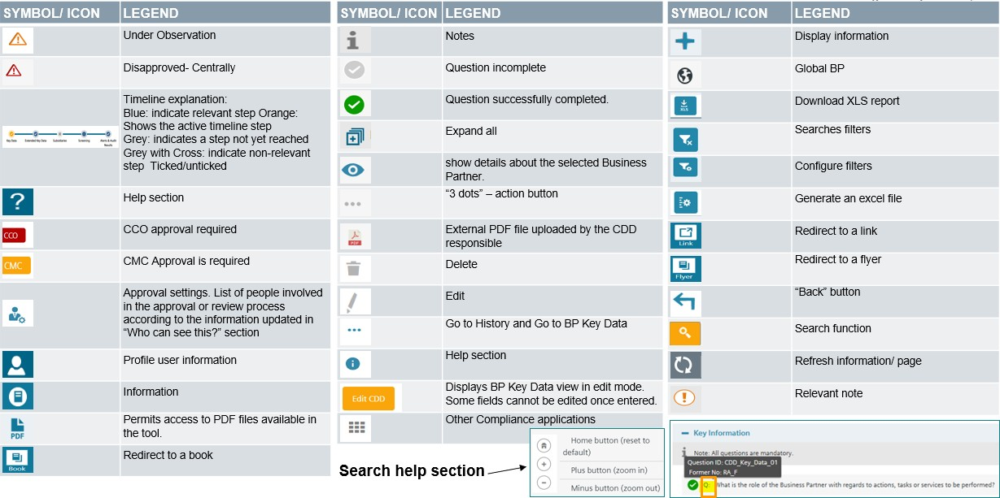 SYMBOL/ ICON LEGEND
Under Observation
Disapproved- Centrally
Key Data Extended Key Data Subsidiaries Screening Alerts & Audit
Results
Timeline explanation:
Blue: indicate relevant step Orange:
Shows the active timeline step
Grey: indicates a step not yet reached
Grey with Cross: indicate non-relevant
step Ticked/unticked
? Help section
CCO CCO approval required
CMC CMC Approval is required
Approval settings. List of people involved
in the approval or review process
according to the information updated in
“Who can see this?” section
Profile user information
Information
PDF
Permits access to PDF files available in
the tool.
Book Redirect to a book
SYMBOL/ ICON LEGEND
Notes
Question incomplete
Question successfully completed.
Expand all
show details about the selected Business
Partner.
“3 dots” – action button
PDF
External PDF file uploaded by the CDD
responsible
Delete
Edit
Go to History and Go to BP Key Data
Help section
Edit CDD
Displays BP Key Data view in edit mode.
Some fields cannot be edited once entered.
Other Compliance applications
Search help section
Home button (reset to
default)
Plus button (zoom in)
Minus button (zoom out)
SYMBOL/ ICON LEGEND
Display information
Global BP
XLS Download XLS report
Searches filters
Configure filters
Generate an excel file
Link Redirect to a link
Flyer Redirect to a flyer
“Back” button
Search function
Refresh information/ page
Relevant note
Key Information
Note: All questions are mandatory.
Question ID: CDD_Key_Data_01
Former No: RA_F
Q: What is the role of the Business Partner with regards to actions, tasks or services to be performed?